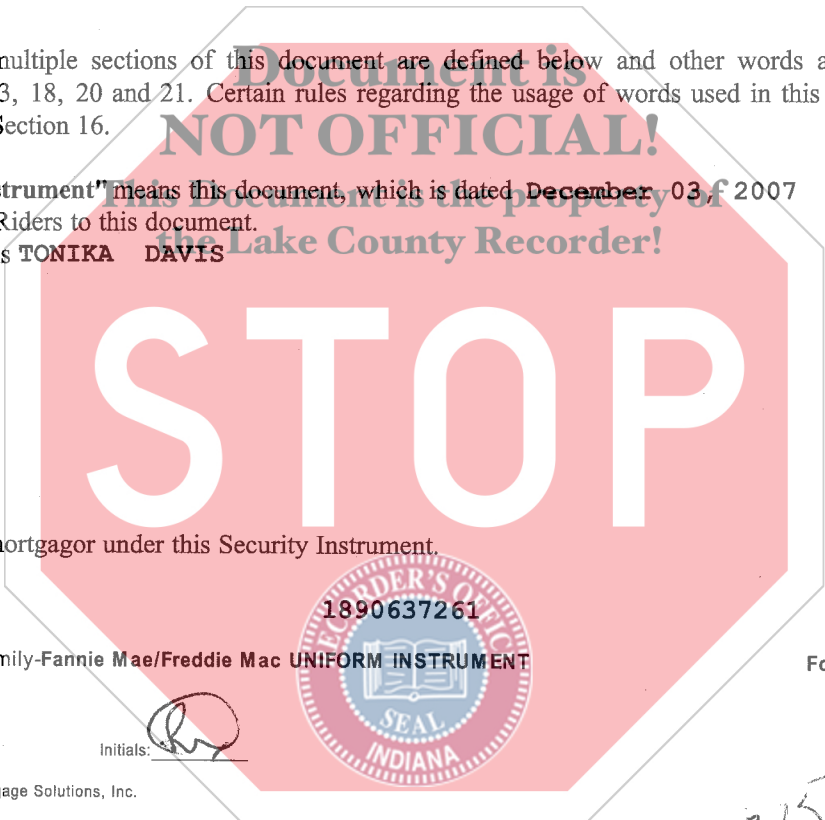 multiple sections of this document are defined below and other words a
3, 18, 20 and 21. Certain rules regarding the usage of words used in this
Section 16.
Document is
NOT OFFICIAL!
This Document is the property of
the Lake County Recorder!
trument" means this document, which is dated December 03, 2007
Riders to this document.
s TONIKA DAVIS
STOP
ortgagor under this Security Instrument.
1890637261
mily-Fannie Mae/Freddie Mac UNIFORM INSTRUMENT
Fo
RECORDER'S OFFICE
SEAL
INDIANA
Initials:
gage Solutions, Inc.